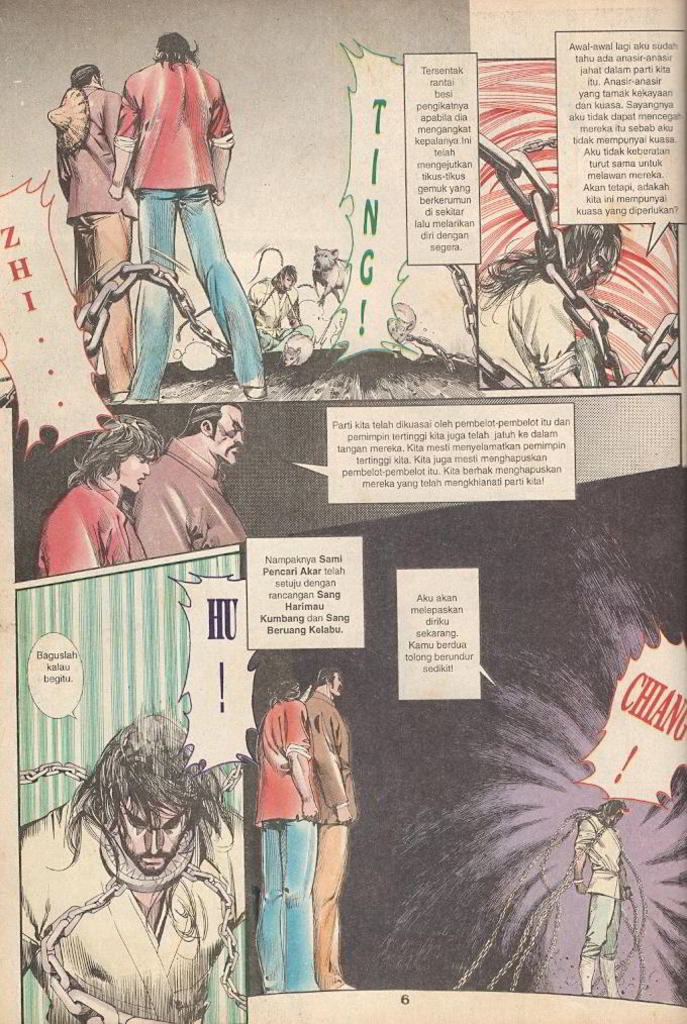 ZHI...
TING!
Tersentak
rantai
besi
pengikatnya
apabila dia
mengangkat
kepalanya.Ini
telah
mengejutkan
tikus-tikus
gemuk yang
berkerumun
di sekitar
lalu melarikan
diri dengan
segera.
Awal-awal lagi aku sudah
tahu ada anasir-anasir
jahat dalam parti kita
itu. Anasir-anasir
yang tamak kekayaan
dan kuasa. Sayangnya
aku tidak dapat mencegah
mereka itu sebab aku
tidak mempunyai kuasa.
Aku tidak keberatan
turut sama untuk
melawan mereka.
Akan tetapi, adakah
kita ini mempunyai
kuasa yang diperlukan?
Parti kita telah dikuasai oleh pembelot-pembelot itu dan
pemimpin tertinggi kita juga telah jatuh ke dalam
tangan mereka. Kita mesti menyelamatkan pemimpin
tertinggi kita. Kita juga mesti menghapuskan
pembelot-pembelot itu. Kita berhak menghapuskan
mereka yang telah mengkhianati parti kita!
Baguslah
kalau
begitu.
HU
!
Nampaknya Sami
Pencari Akar telah
setuju dengan
rancangan Sang
Harimau
Kumbang dan Sang
Beruang Kelabu.
Aku akan
melepaskan
diriku
sekarang.
Kamu berdua
tolong berundur
sedikit!
CHIANG
!
6